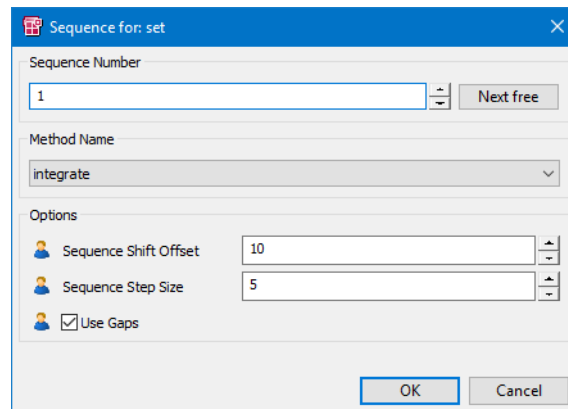 Sequence for: set
Sequence Number
1
Next free
Method Name
integrate
Options
Sequence Shift Offset 10
Sequence Step Size 5
Use Gaps
OK Cancel